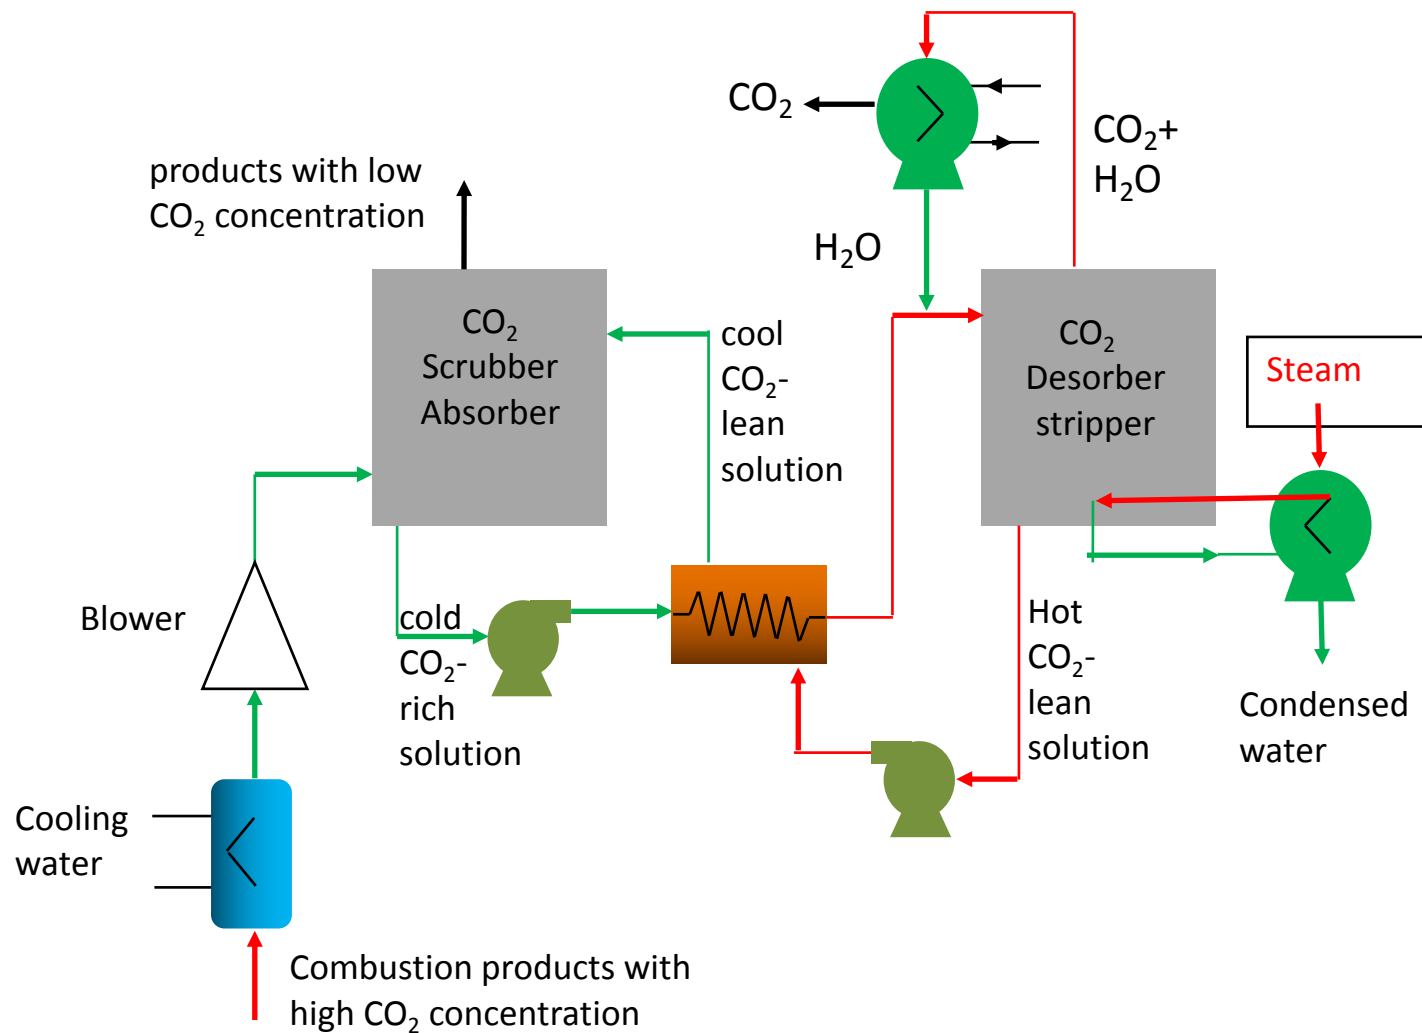 CO₂
CO₂+
H₂O
products with low
CO₂ concentration
H₂O
CO₂
Scrubber
Absorber
cool
CO₂-
lean
solution
CO₂
Desorber
stripper
Steam
Blower
cold
CO₂-
rich
solution
Hot
CO₂-
lean
solution
Condensed
water
Cooling
water
Combustion products with
high CO₂ concentration